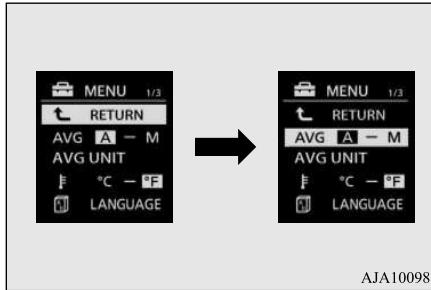 MENU 1/3
RETURN
AVG A – M
AVG UNIT
°C – °F
LANGUAGE
MENU 1/3
RETURN
AVG A – M
AVG UNIT
°C – °F
LANGUAGE
AJA10098